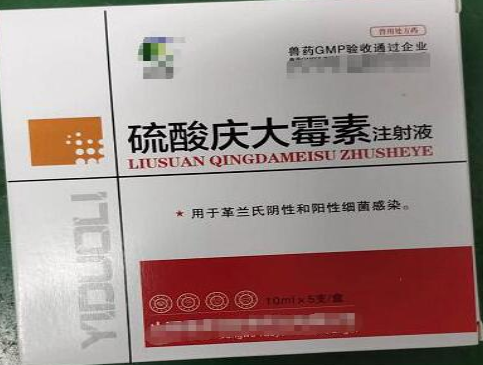 兽用处方药
兽药GMP验收通过企业
硫酸庆大霉素注射液
LIUSUAN QINGDAMEISU ZHUSHEYE
★ 用于革兰氏阴性和阳性细菌感染。
YIDUOLI
10ml×5支/盒